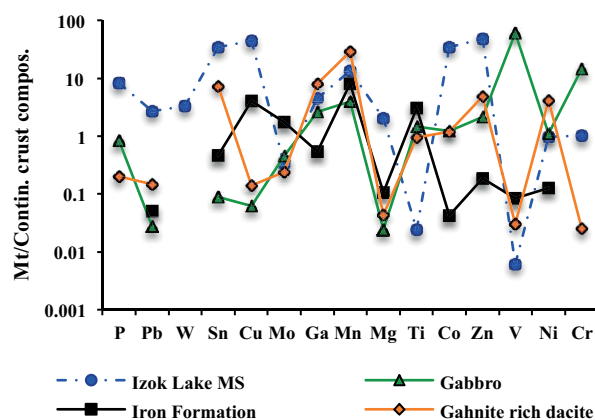 Mt/Contin. crust compos.
100
10
1
0.1
0.01
0.001
P Pb W Sn Cu Mo Ga Mn Mg Ti Co Zn V Ni Cr
Izok Lake MS Gabbro
Iron Formation Gahnite rich dacite